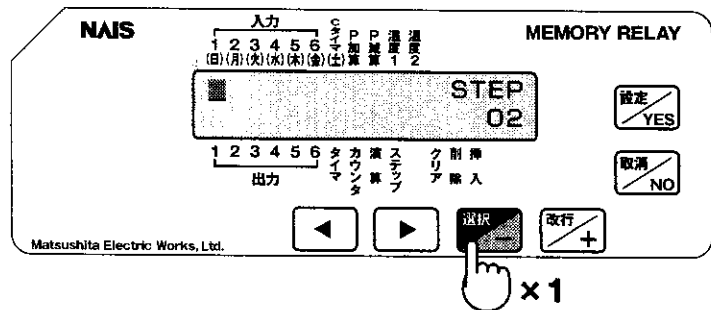 NAIS
MEMORY RELAY
入力
1 2 3 4 5 6 Cタイマ P加算 P減算 温度1 温度2
(日)(月)(火)(水)(木)(金)(土)
STEP
02
1 2 3 4 5 6 タイマ カウンタ 演算 ステップ クリア 削除 挿入
出力
設定 YES
取消 NO
◀ ▶ 選択 − 改行 +
Matsushita Electric Works, Ltd.
×1